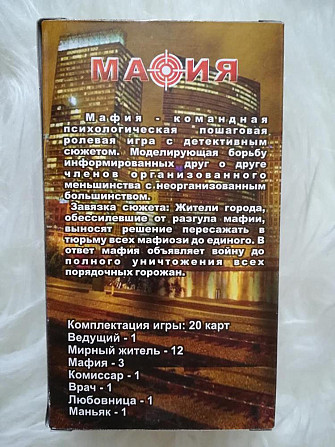 МАФИЯ
Мафия - командная
психологическая пошаговая
ролевая игра с детективным
сюжетом. Моделирующая борьбу
информированных друг о друге
членов организованного
меньшинства с неорганизованным
большинством.
Завязка сюжета: Жители города,
обессилевшие от разгула мафии,
выносят решение пересажать в
тюрьму всех мафиози до единого. В
ответ мафия объявляет войну до
полного уничтожения всех
порядочных горожан.
Комплектация игры: 20 карт
Ведущий - 1
Мирный житель - 12
Мафия - 3
Комиссар - 1
Врач - 1
Любовница - 1
Маньяк - 1